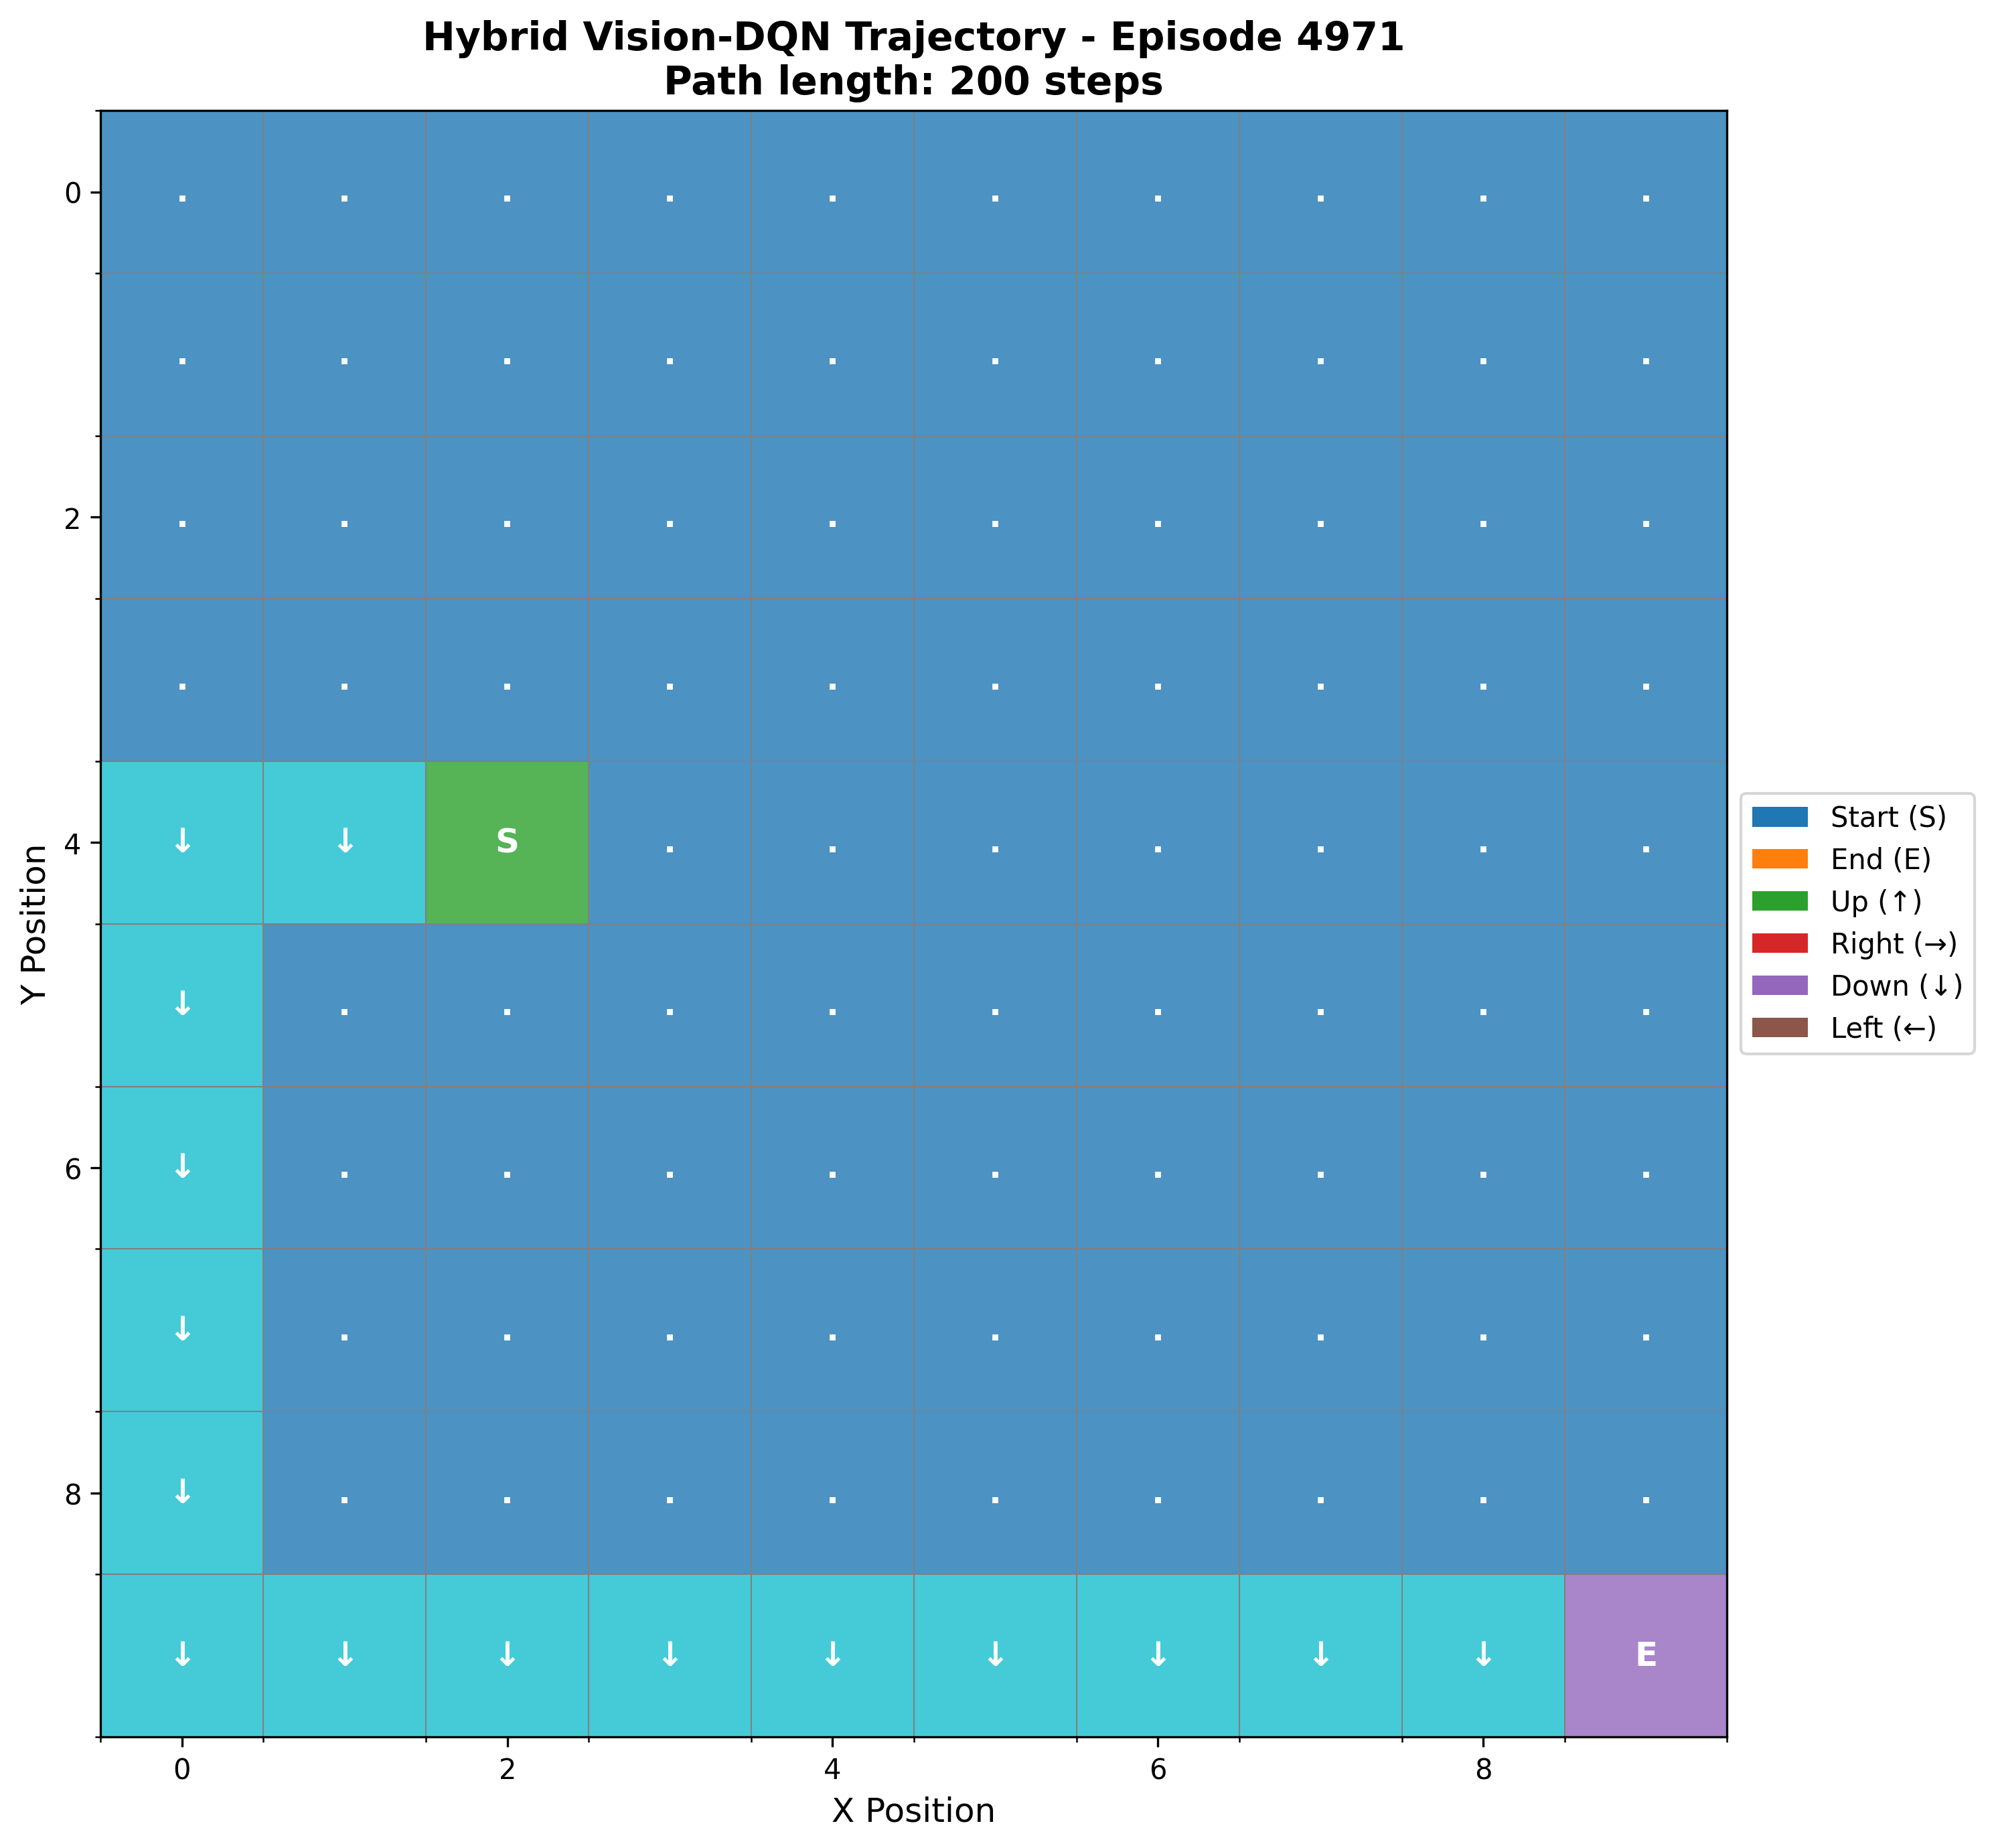 Hybrid Vision-DQN Trajectory - Episode 4971
Path length: 200 steps
0
. . . . . . . . . .
. . . . . . . . . .
2
. . . . . . . . . .
. . . . . . . . . .
4
↓ ↓ S . . . . . . .
↓ . . . . . . . . .
6
↓ . . . . . . . . .
↓ . . . . . . . . .
8
↓ . . . . . . . . .
↓ ↓ ↓ ↓ ↓ ↓ ↓ ↓ ↓ E
0 2 4 6 8
X Position
Y Position
Start (S)
End (E)
Up (↑)
Right (→)
Down (↓)
Left (←)